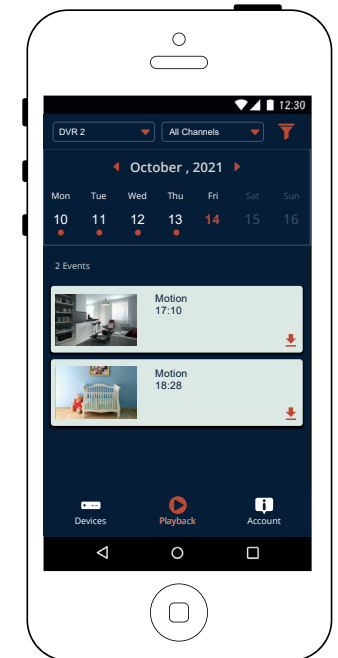 12:30
DVR 2 All Channels
October , 2021
Mon Tue Wed Thu Fri Sat Sun
10 11 12 13 14 15 16
2 Events
Motion
17:10
Motion
18:28
Devices Playback Account